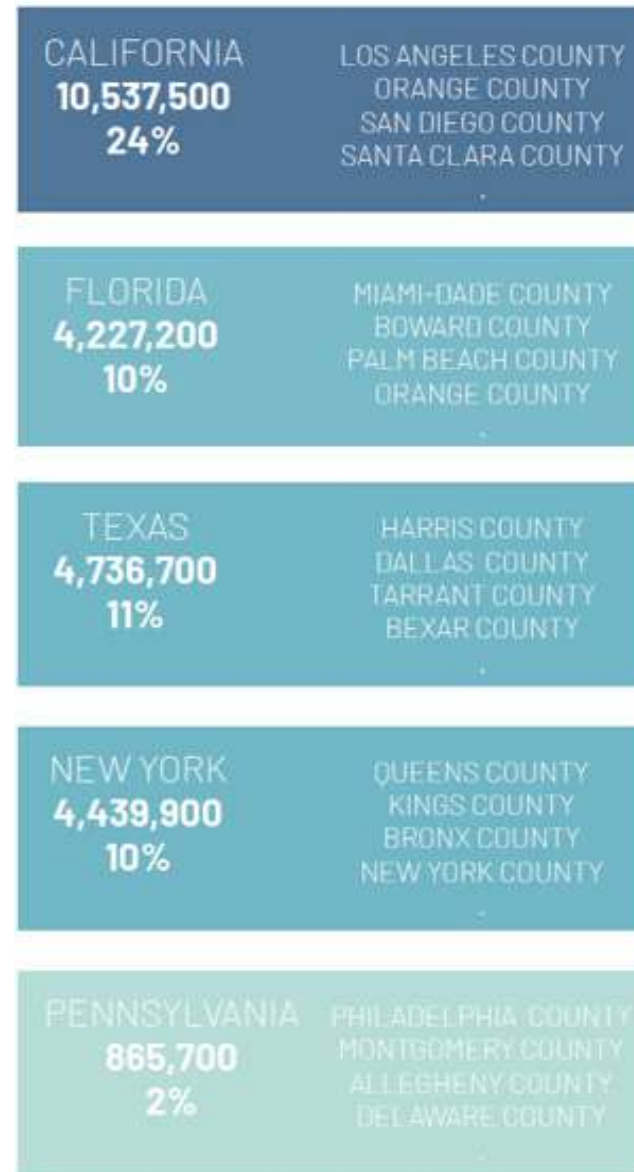 CALIFORNIA
10,537,500
24%
LOS ANGELES COUNTY
ORANGE COUNTY
SAN DIEGO COUNTY
SANTA CLARA COUNTY
.
FLORIDA
4,227,200
10%
MIAMI-DADE COUNTY
BOWARD COUNTY
PALM BEACH COUNTY
ORANGE COUNTY
.
TEXAS
4,736,700
11%
HARRIS COUNTY
DALLAS COUNTY
TARRANT COUNTY
BEXAR COUNTY
.
NEW YORK
4,439,900
10%
QUEENS COUNTY
KINGS COUNTY
BRONX COUNTY
NEW YORK COUNTY
.
PENNSYLVANIA
865,700
2%
PHILADELPHIA COUNTY
MONTGOMERY COUNTY
ALLEGHENY COUNTY
DELAWARE COUNTY
.